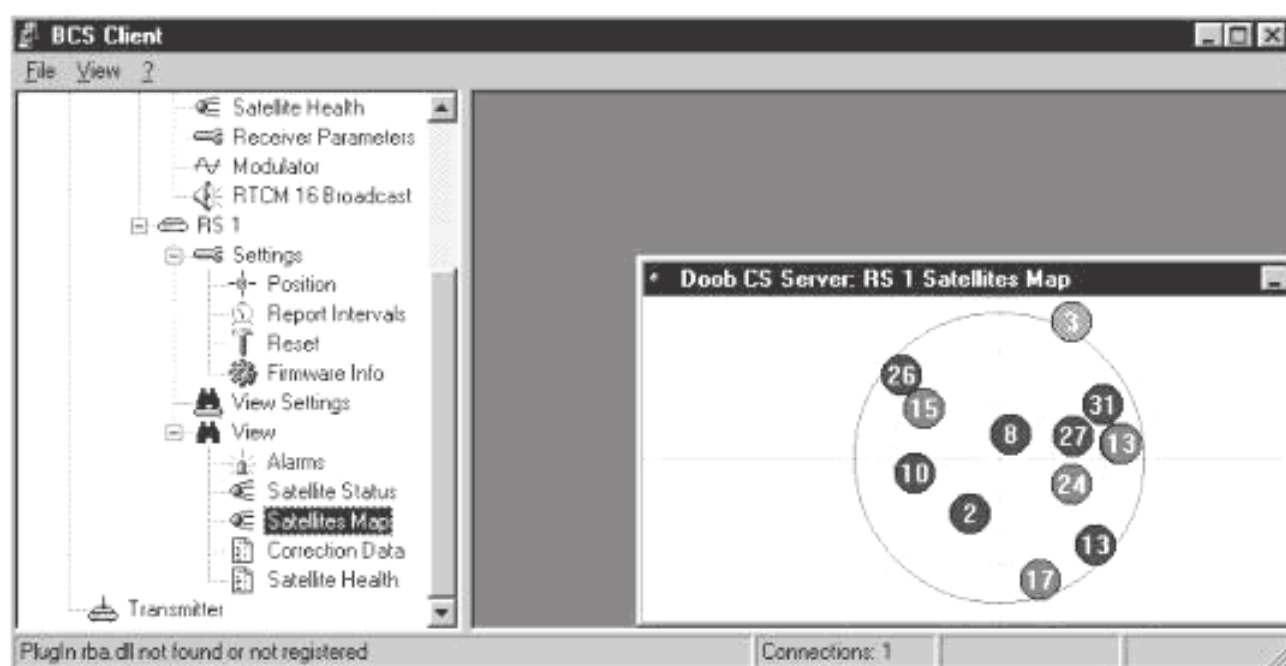 BCS Client
File View ?
Satellite Health
Receiver Parameters
Modulator
RTCM 16 Broadcast
RS 1
Settings
Position
Report Intervals
Reset
Firmware Info
View Settings
View
Alarms
Satellite Status
Satellites Map
Correction Data
Satellite Health
Transmitter
Doob CS Server: RS 1 Satellites Map
3
26
15
31
8
27
13
10
24
2
13
17
PlugIn rba.dll not found or not registered
Connections: 1